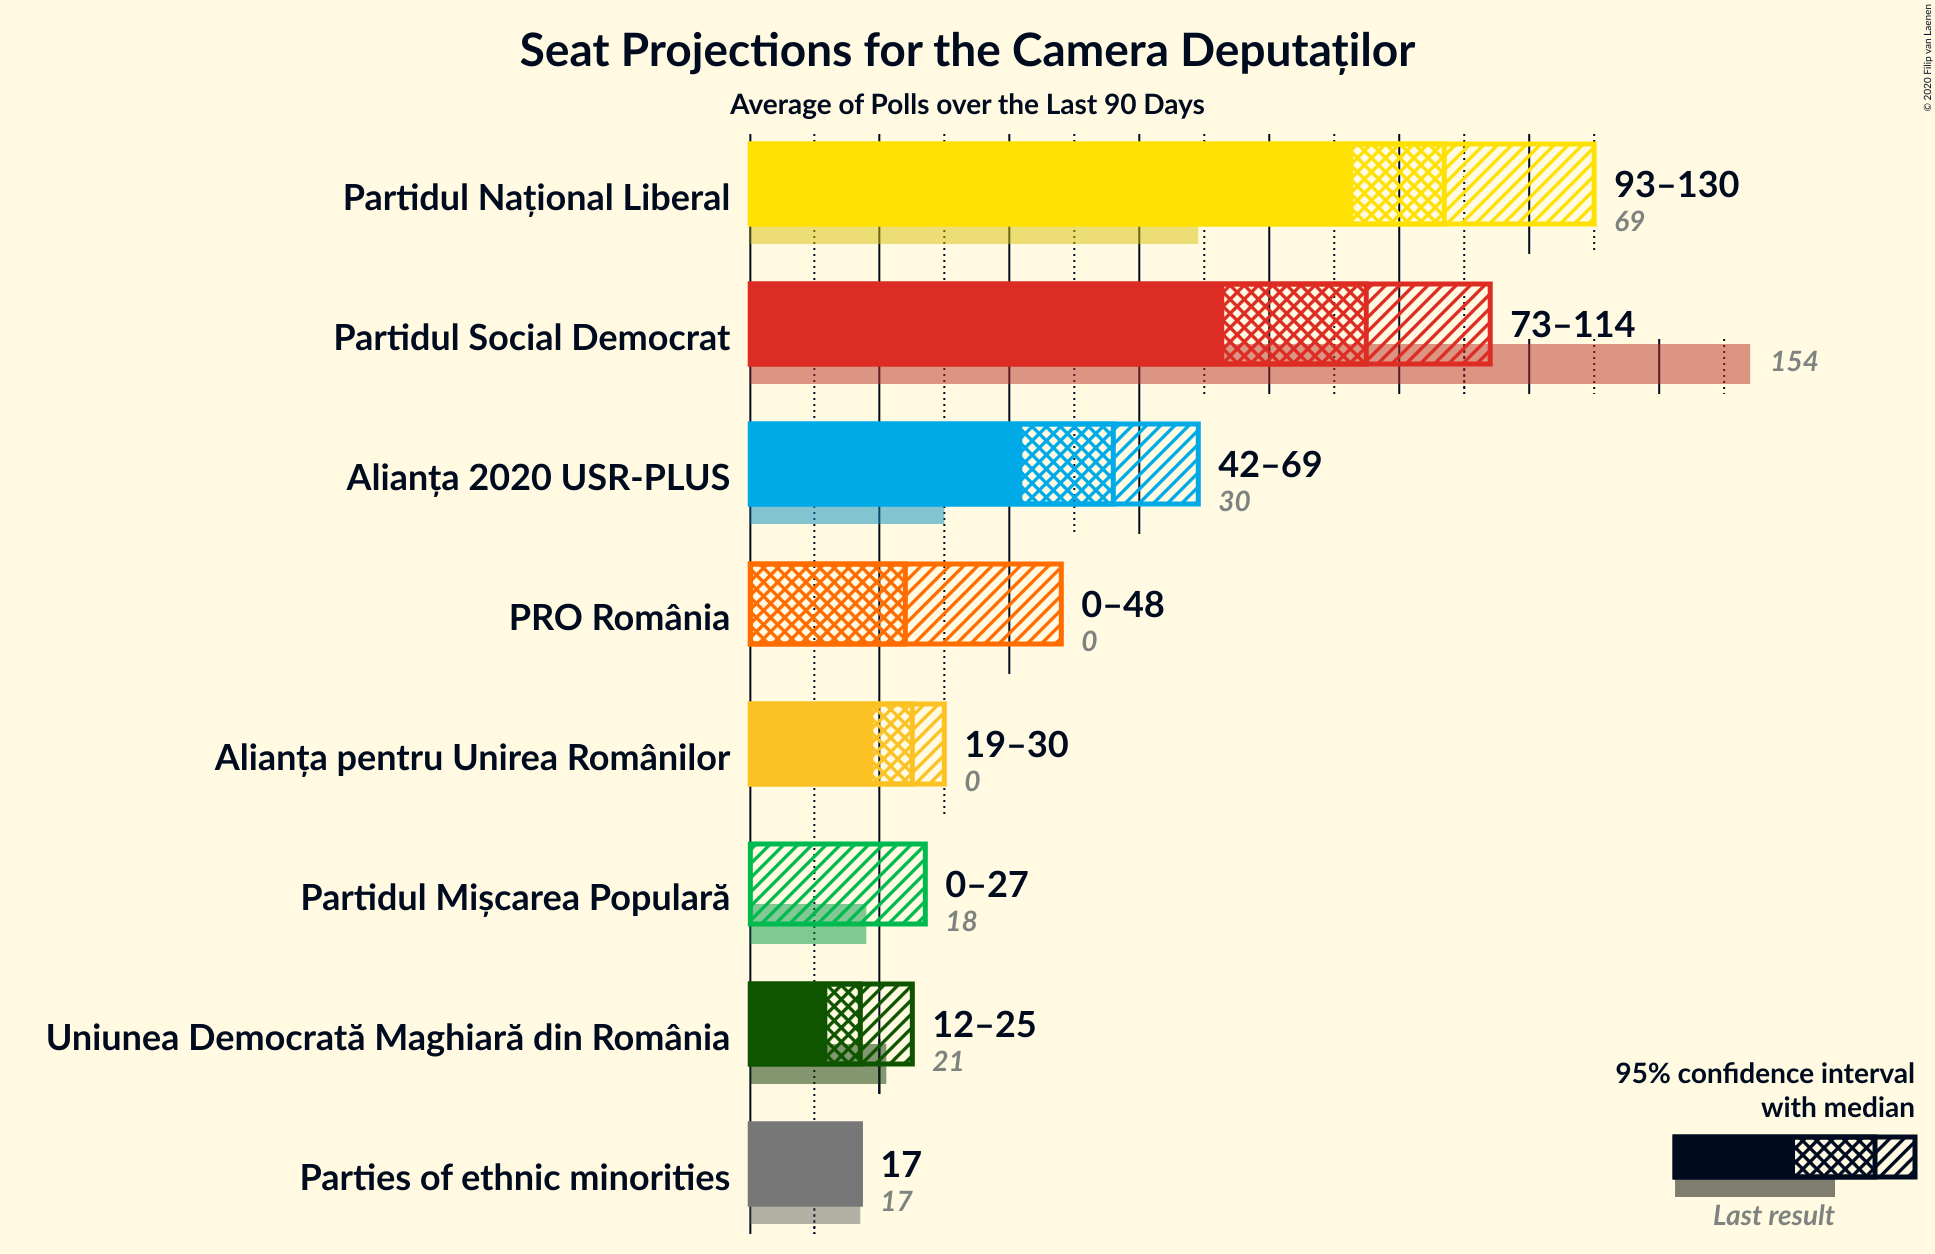 Seat Projections for the Camera Deputaților
Average of Polls over the Last 90 Days
© 2020 Filip van Laenen
Partidul Național Liberal
93–130
69
Partidul Social Democrat
73–114
154
Alianța 2020 USR-PLUS
42–69
30
PRO România
0–48
0
Alianța pentru Unirea Românilor
19–30
0
Partidul Mișcarea Populară
0–27
18
Uniunea Democrată Maghiară din România
12–25
21
Parties of ethnic minorities
17
17
95% confidence interval
with median
Last result